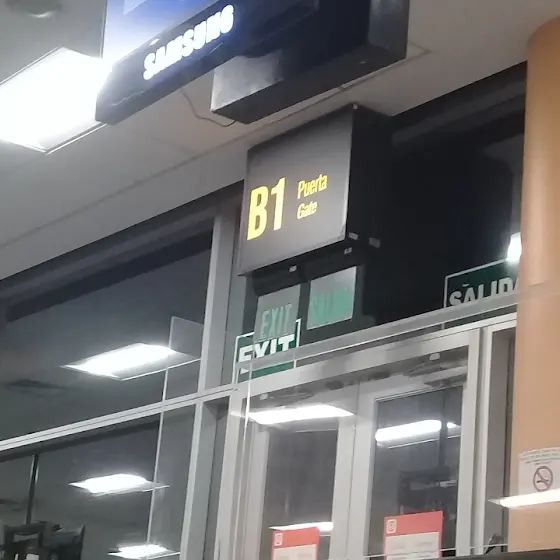 SAMSUNG
B1
Puerta
Gate
EXIT
SALIDA
EXIT
SALID